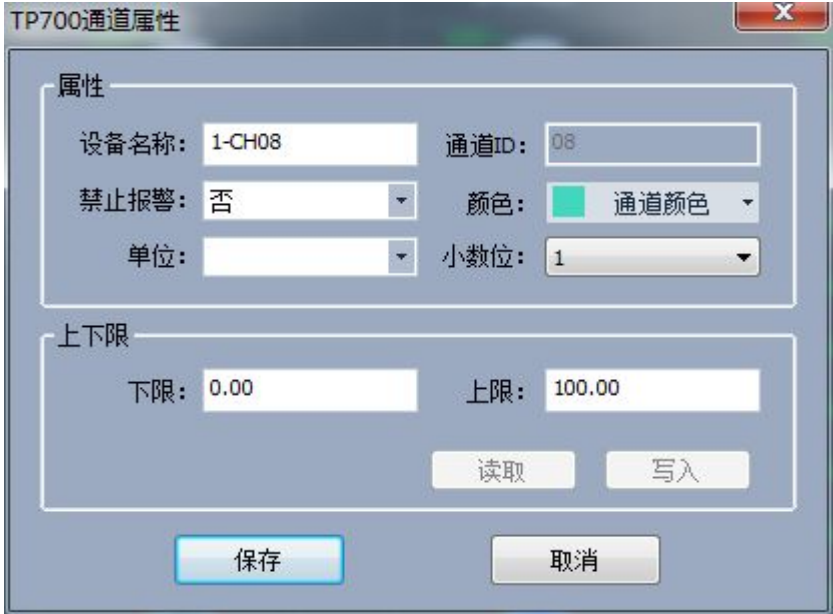 TP700通道属性
属性
设备名称: 1-CH08 通道ID: 08
禁止报警: 否 颜色: 通道颜色
单位: 小数位: 1
上下限
下限: 0.00 上限: 100.00
读取 写入
保存 取消